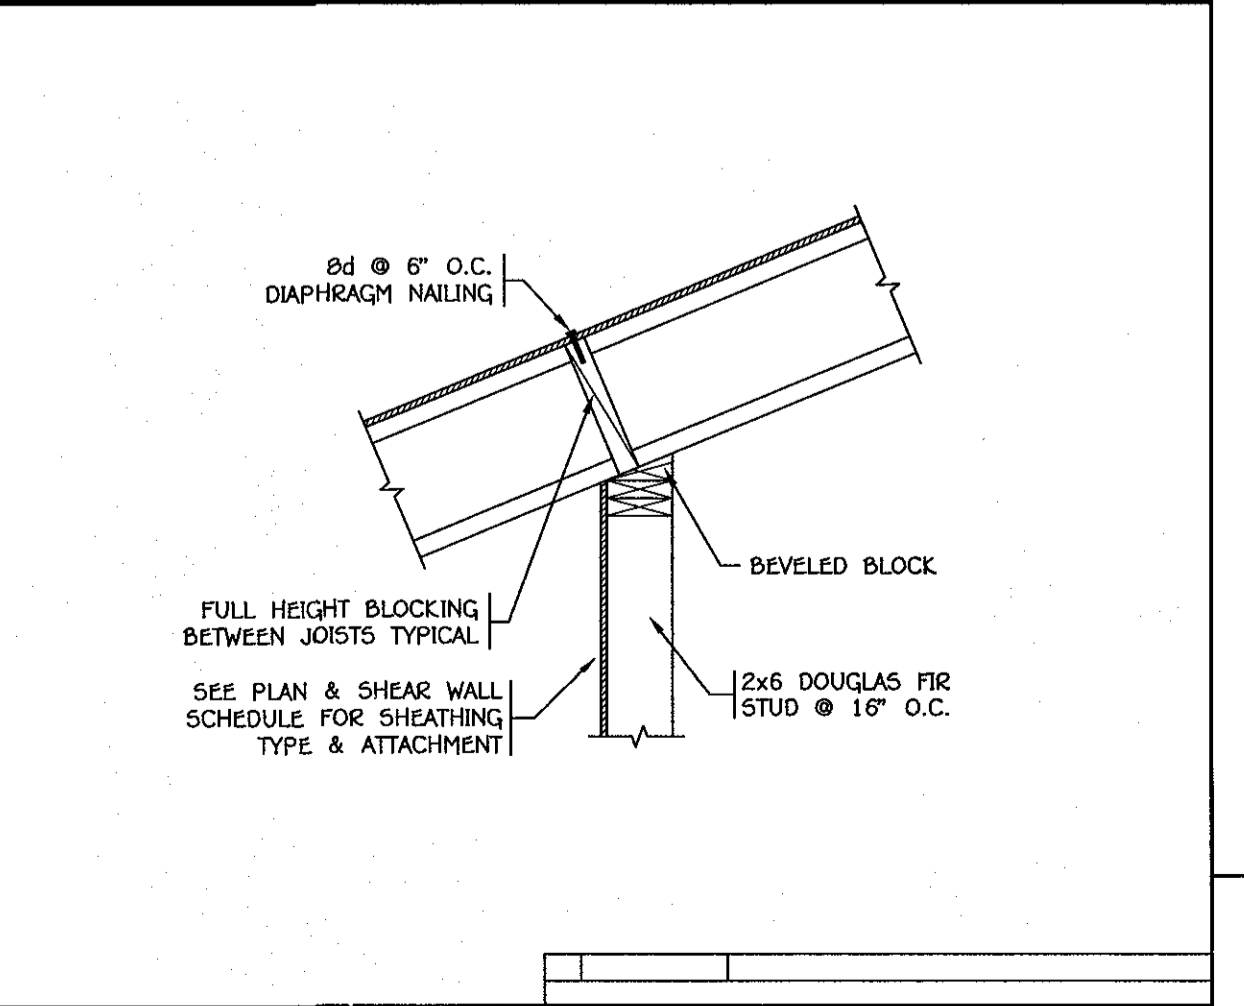 8d @ 6" O.C.
DIAPHRAGM NAILING
BEVELED BLOCK
FULL HEIGHT BLOCKING
BETWEEN JOISTS TYPICAL
SEE PLAN & SHEAR WALL
SCHEDULE FOR SHEATHING
TYPE & ATTACHMENT
2x6 DOUGLAS FIR
STUD @ 16" O.C.